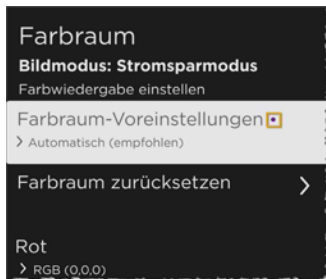 Farbraum
Bildmodus: Stromsparmodus
Farbwiedergabe einstellen
Farbraum-Voreinstellungen
> Automatisch (empfohlen)
Farbraum zurücksetzen >
Rot
> RGB (0,0,0)